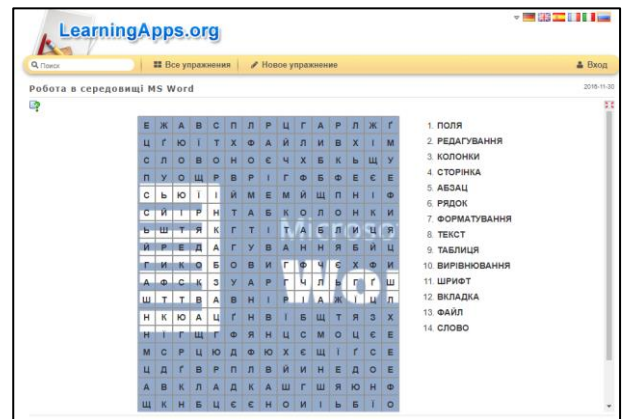 LearningApps.org
Поиск
Все упражнения
Новое упражнение
Вход
Робота в середовищі MS Word
2016-11-30
Е Ж А В С П Л Р Ц Г А Р Л Ж Ґ
Ц Ґ Ю Ї Т Х Ф А Й Л И В Х І М
С Л О В О Н О Є Ч Х Б К Ь Щ У
П У О Щ Р В Р І Г Ф Б Ф Е Є Е
С Ь Ю Ї І Й М Е М Й Щ П Н І Ф
С Й І Р Н Т А Б К О Л О Н К И
Ь Ш Т Я К Г Т І Т А Б Л И Ц Я
Й Р Е Д А Г У В А Н Н Я Б Й Ц
Г И К О Б О В И Г Ф Ч Є Х Ф И
А Ф С К З У А Р Г Ч Л Ь Г Ґ Ш
Ш Т Т В А В Н І Р І А Ж І Ц Л
Н К Ю А Ц Ґ Н В І Б Щ Т Я З Х
Н І Г Щ Г Ф Я Н Ц С М О Ц Є Е
М С Р Ц Ю Д Ф Ю Х Є Щ Ї Ґ С Е
Ц Д Ґ В Р П Л В Й И Н Е Д О Е
А В К Л А Д К А Ш Г Ш Я Ю Н Ф
Щ К Н Б Ц Є Є Н О И І Ь Б Ї О
1. ПОЛЯ
2. РЕДАГУВАННЯ
3. КОЛОНКИ
4. СТОРІНКА
5. АБЗАЦ
6. РЯДОК
7. ФОРМАТУВАННЯ
8. ТЕКСТ
9. ТАБЛИЦЯ
10. ВИРІВНЮВАННЯ
11. ШРИФТ
12. ВКЛАДКА
13. ФАЙЛ
14. СЛОВО